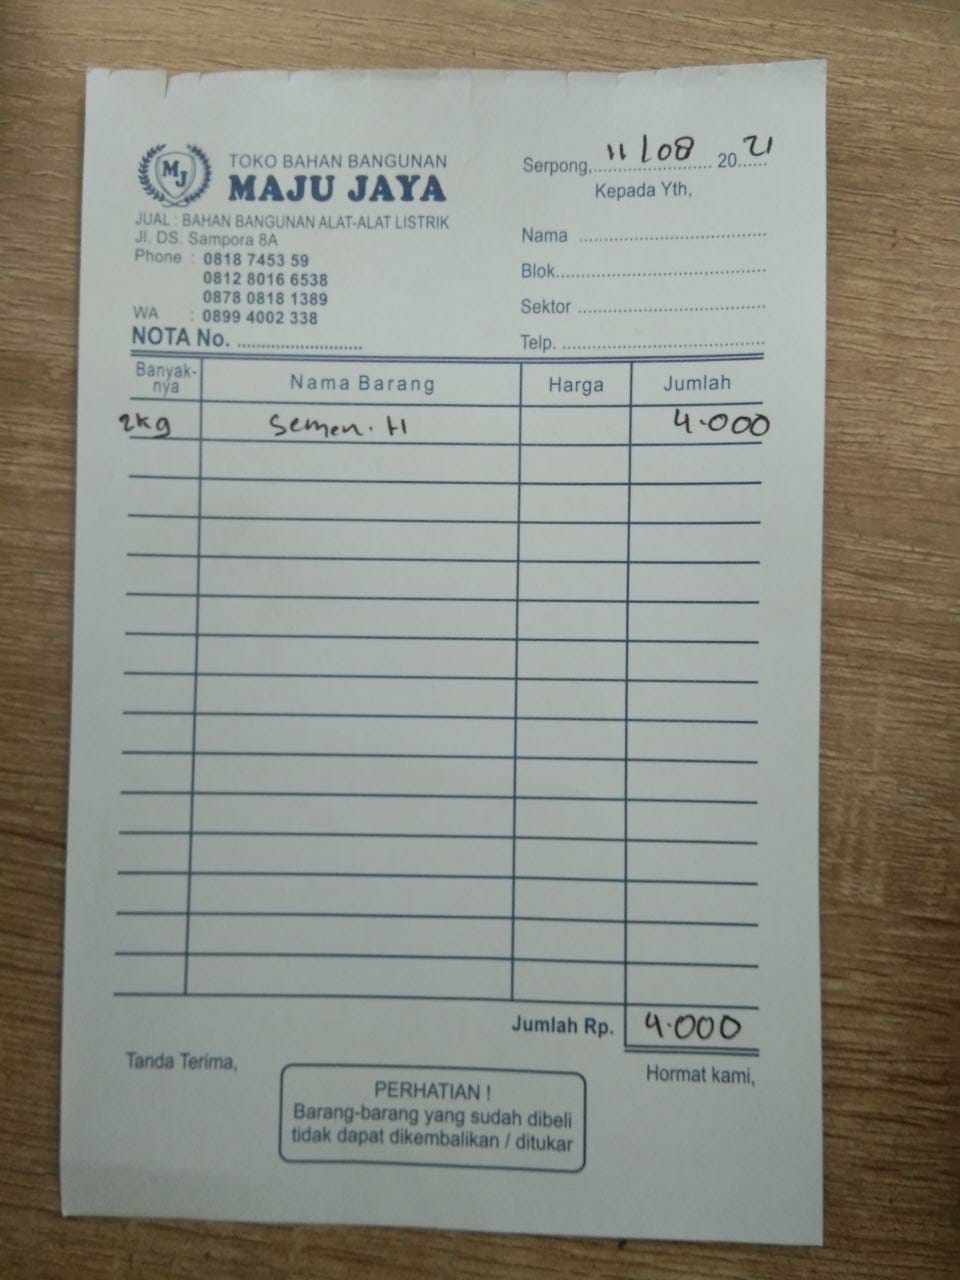 MJ
TOKO BAHAN BANGUNAN
MAJU JAYA
JUAL : BAHAN BANGUNAN ALAT-ALAT LISTRIK
Jl. DS. Sampora 8A
Phone : 0818 7453 59
0812 8016 6538
0878 0818 1389
WA : 0899 4002 338
NOTA No. ......................
Serpong, 11/08 2021
Kepada Yth,
Nama ................................
Blok....................................
Sektor ................................
Telp. ...................................
Banyak-nya Nama Barang Harga Jumlah
2kg Semen. H 4.000
Jumlah Rp. 4.000
Tanda Terima,
Hormat kami,
PERHATIAN !
Barang-barang yang sudah dibeli
tidak dapat dikembalikan / ditukar